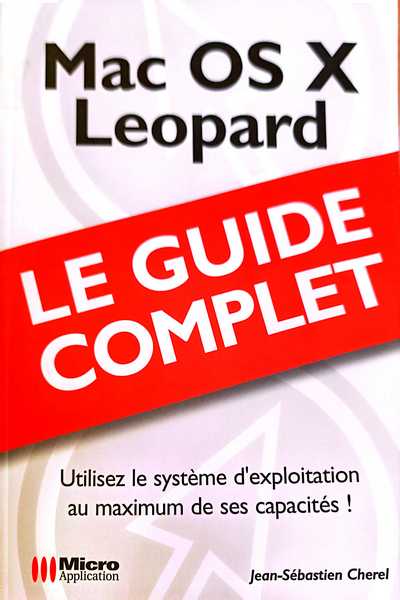 Mac OS X
Leopard
LE GUIDE
COMPLET
Utilisez le système d'exploitation
au maximum de ses capacités !
Micro
Application
Jean-Sébastien Cherel